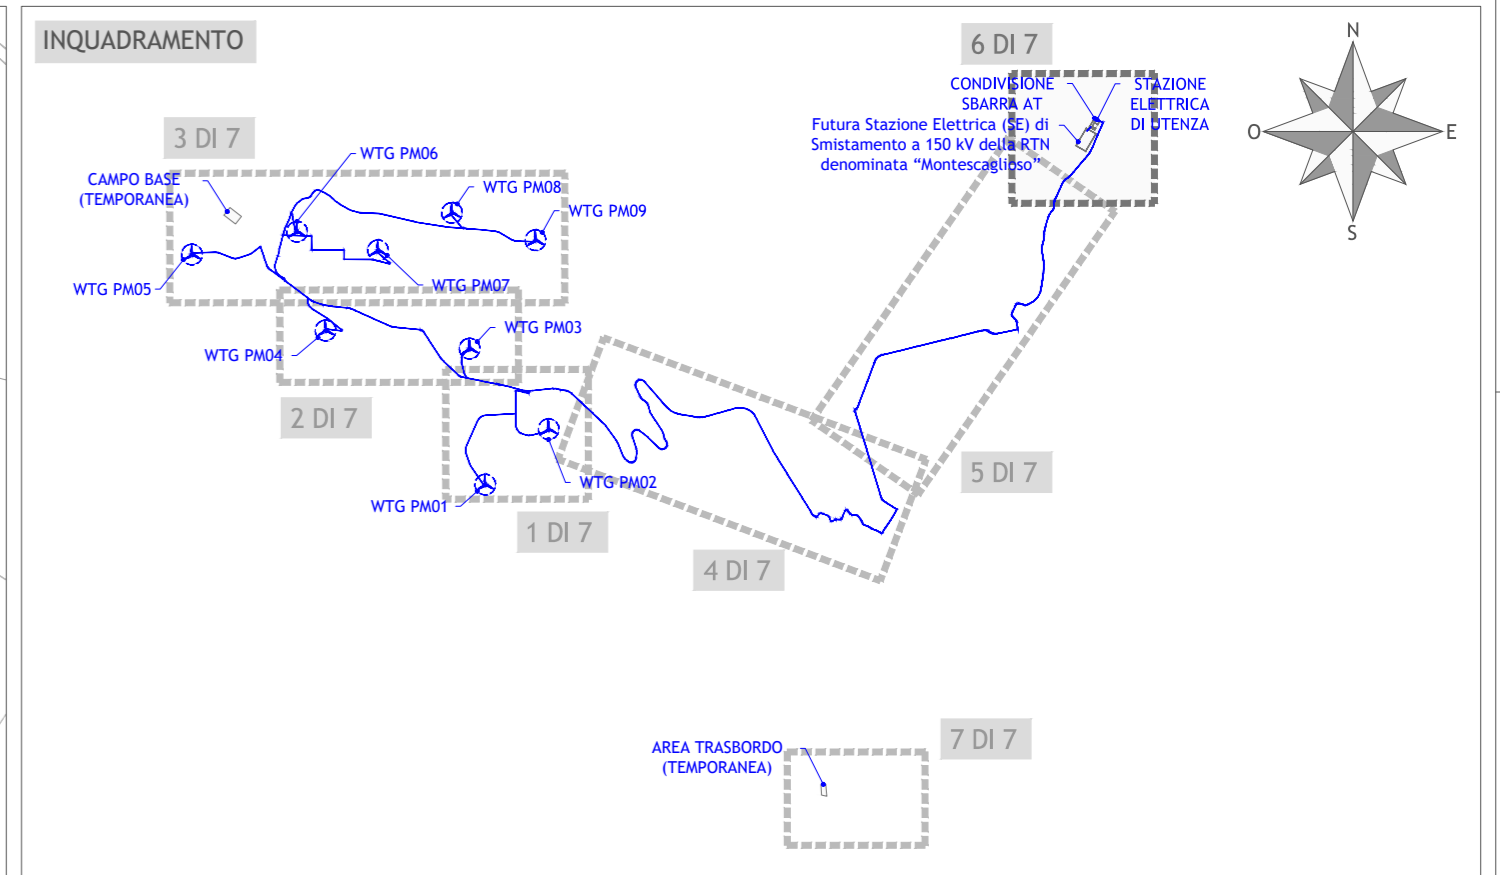 INQUADRAMENTO
6 DI 7
N
CONDIVISIONE
SBARRA AT
STAZIONE
ELETTRICA
DI UTENZA
Futura Stazione Elettrica (SE) di
Smistamento a 150 kV della RTN
denominata “Montescaglioso”
O
E
S
3 DI 7
WTG PM06
CAMPO BASE
(TEMPORANEA)
WTG PM08
WTG PM09
WTG PM05
WTG PM07
WTG PM03
WTG PM04
2 DI 7
5 DI 7
WTG PM02
WTG PM01
1 DI 7
4 DI 7
7 DI 7
AREA TRASBORDO
(TEMPORANEA)